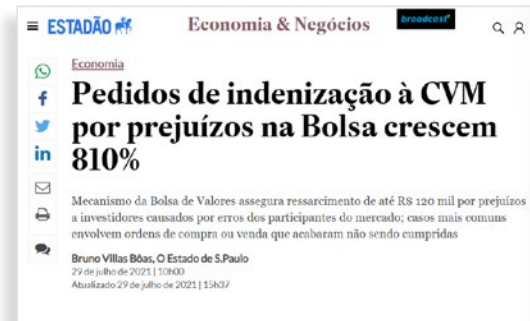 ESTADÃO
Economia & Negócios
broadcast
Economia
Pedidos de indenização à CVM
por prejuízos na Bolsa crescem
810%
Mecanismo da Bolsa de Valores assegura ressarcimento de até R$ 120 mil por prejuízos
a investidores causados por erros dos participantes do mercado; casos mais comuns
envolvem ordens de compra ou venda que acabaram não sendo cumpridas
Bruno Villas Bôas, O Estado de S.Paulo
29 de julho de 2021 | 10h00
Atualizado 29 de julho de 2021 | 15h37